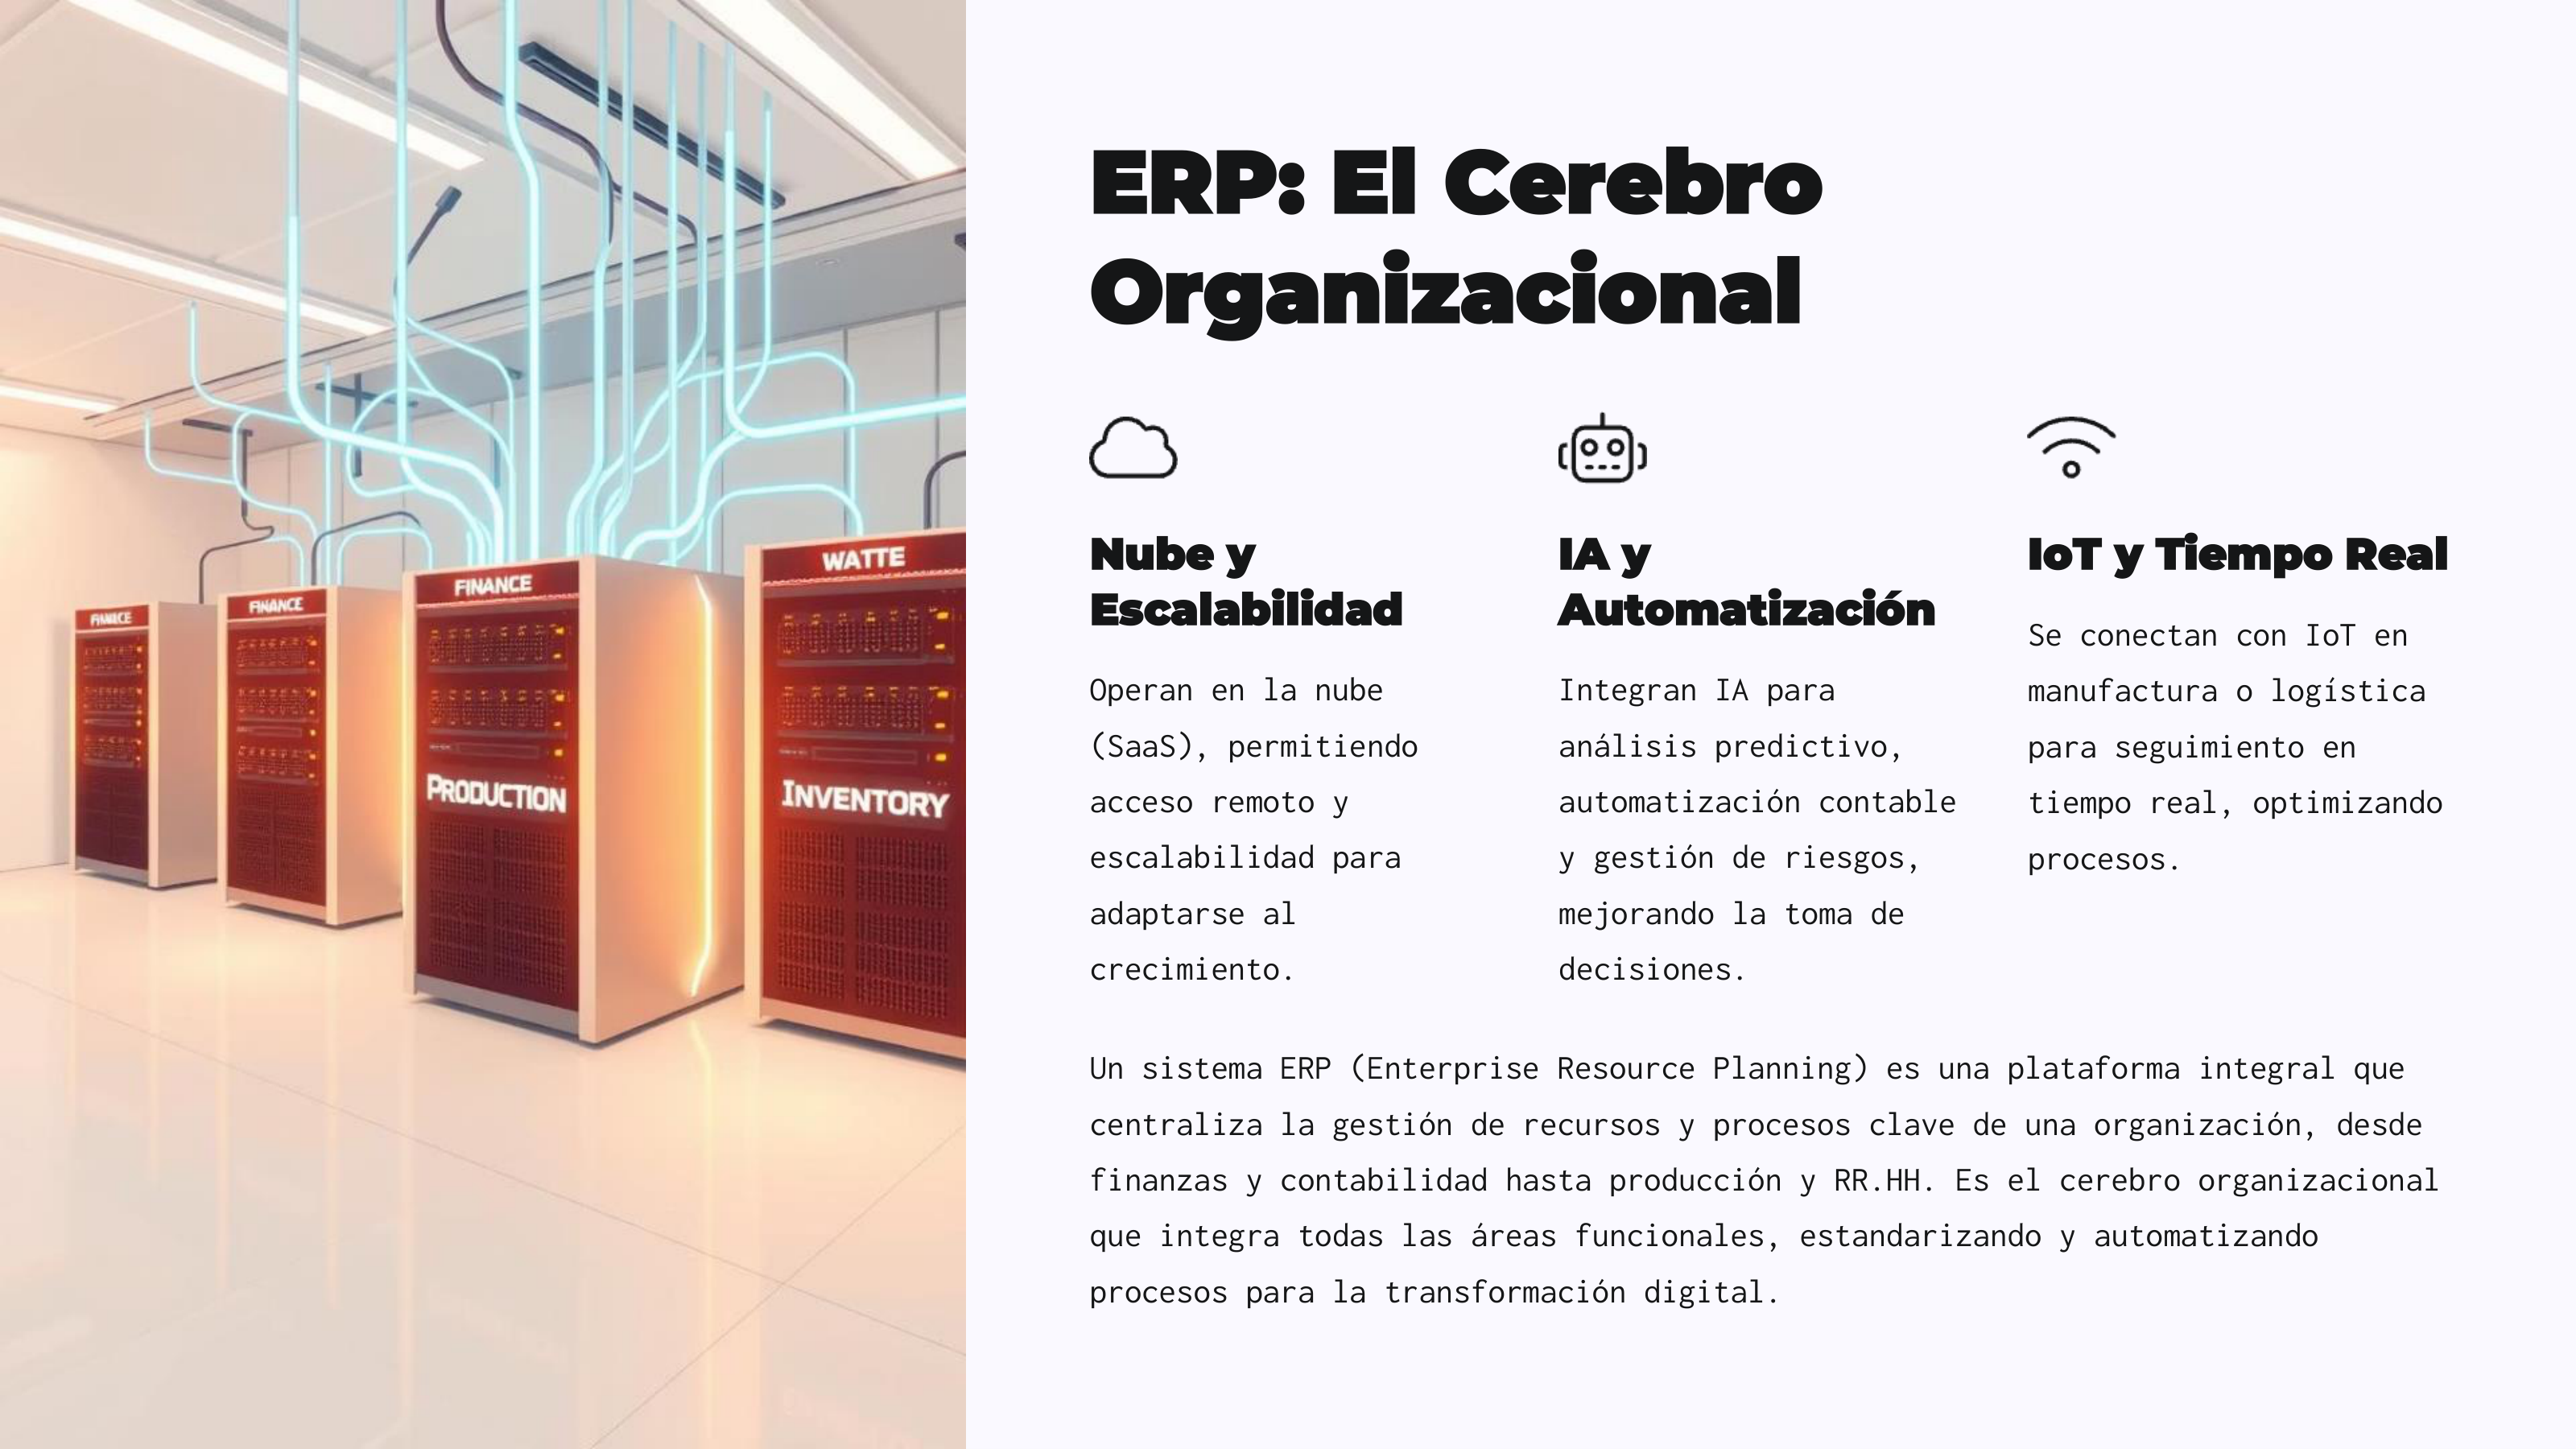 FINANCE
FINANCE
WATTE
PRODUCTION
INVENTORY
ERP: El Cerebro
Organizacional
Nube y
Escalabilidad
Operan en la nube
(SaaS), permitiendo
acceso remoto y
escalabilidad para
adaptarse al
crecimiento.
IA y
Automatización
Integran IA para
análisis predictivo,
automatización contable
y gestión de riesgos,
mejorando la toma de
decisiones.
IoT y Tiempo Real
Se conectan con IoT en
manufactura o logística
para seguimiento en
tiempo real, optimizando
procesos.
Un sistema ERP (Enterprise Resource Planning) es una plataforma integral que
centraliza la gestión de recursos y procesos clave de una organización, desde
finanzas y contabilidad hasta producción y RR.HH. Es el cerebro organizacional
que integra todas las áreas funcionales, estandarizando y automatizando
procesos para la transformación digital.